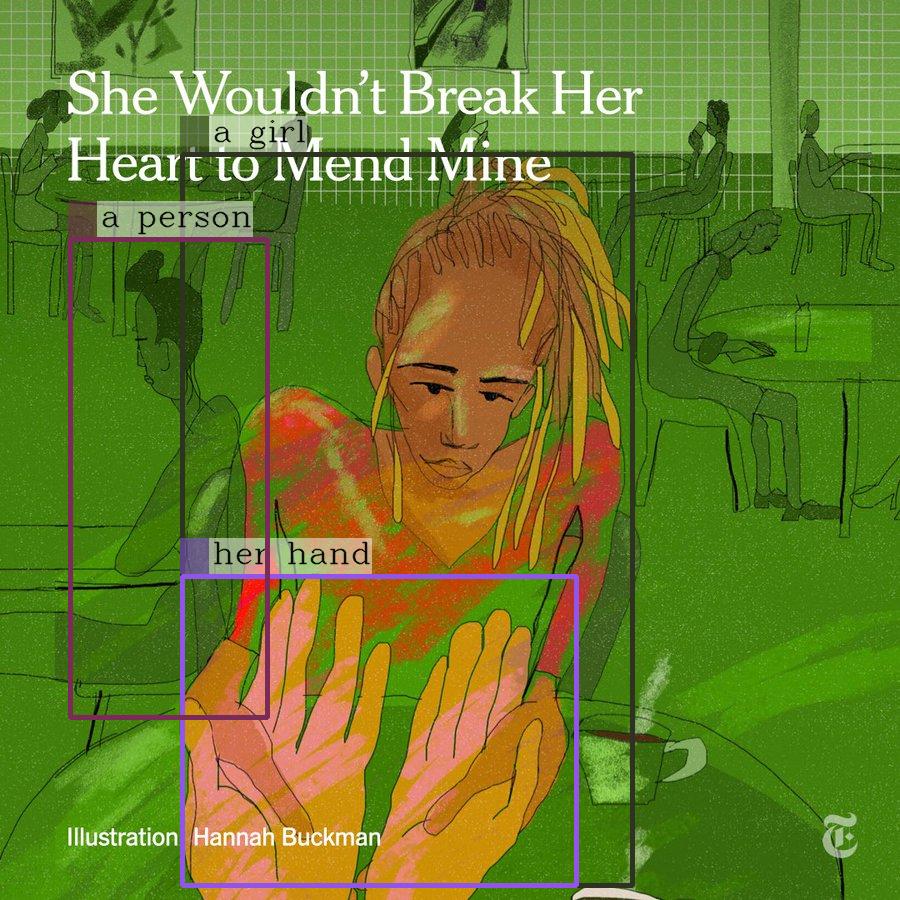 She Wouldn't Break Her
a girl
Heart to Mend Mine
a person
her hand
Illustration Hannah Buckman
T